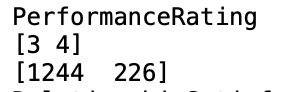 PerformanceRating
[3 4]
[1244  226]